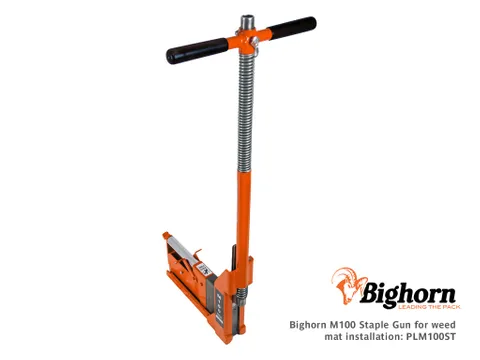 Bighorn
LEADING THE PACK
Bighorn M100 Staple Gun for weed
mat installation: PLM100ST